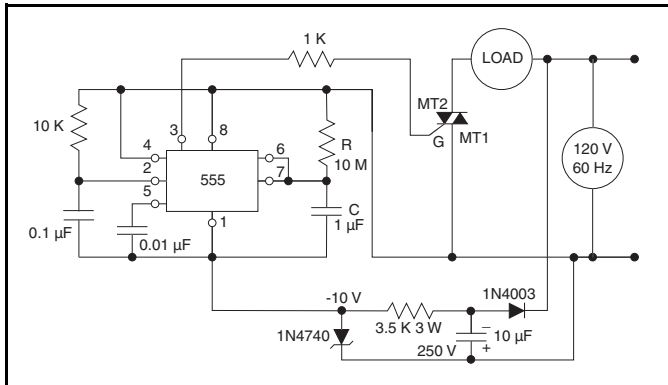 1 K
LOAD
MT2
MT1
G
120 V
60 Hz
10 K
3
8
R
10 M
4
2
5
6
7
555
1
C
1 µF
0.1 µF
0.01 µF
-10 V
3.5 K 3 W
1N4003
1N4740
250 V
–
+
10 µF